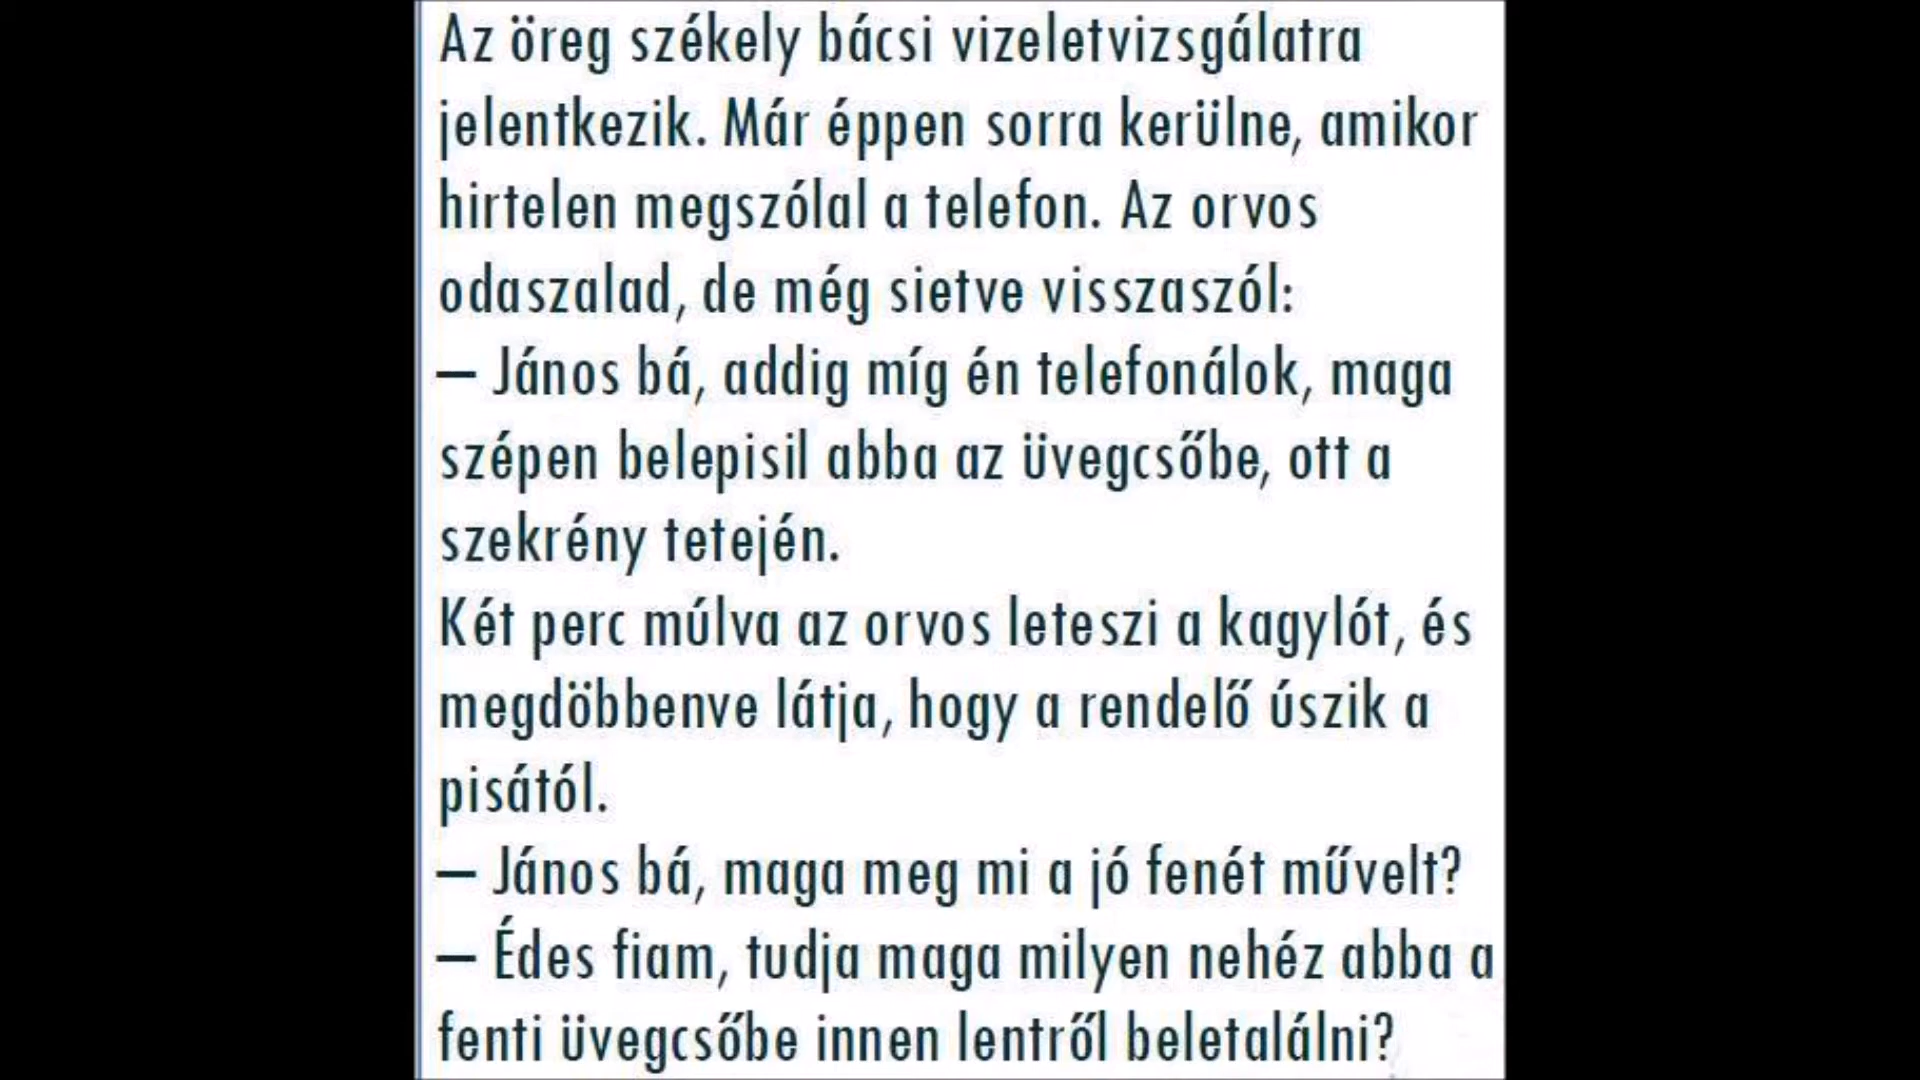 Az öreg székely bácsi vizeletvizsgálatra
jelentkezik. Már éppen sorra kerülne, amikor
hirtelen megszólal a telefon. Az orvos
odaszalad, de még sietve visszaszól:
– János bá, addig míg én telefonálok, maga
szépen belepisil abba az üvegcsőbe, ott a
szekrény tetején.
Két perc múlva az orvos leteszi a kagylót, és
megdöbbenve látja, hogy a rendelő úszik a
pisától.
– János bá, maga meg mi a jó fenét művelt?
– Édes fiam, tudja maga milyen nehéz abba a
fenti üvegcsőbe innen lentről beletalálni?